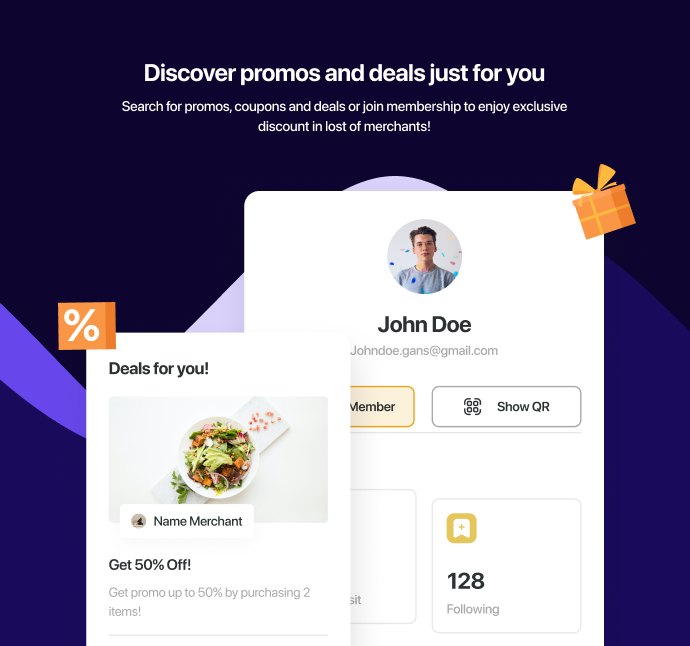 Discover promos and deals just for you
Search for promos, coupons and deals or join membership to enjoy exclusive
discount in lost of merchants!
John Doe
Johndoe.gans@gmail.com
Member
Show QR
%
Deals for you!
Name Merchant
Get 50% Off!
Get promo up to 50% by purchasing 2
items!
sit
128
Following